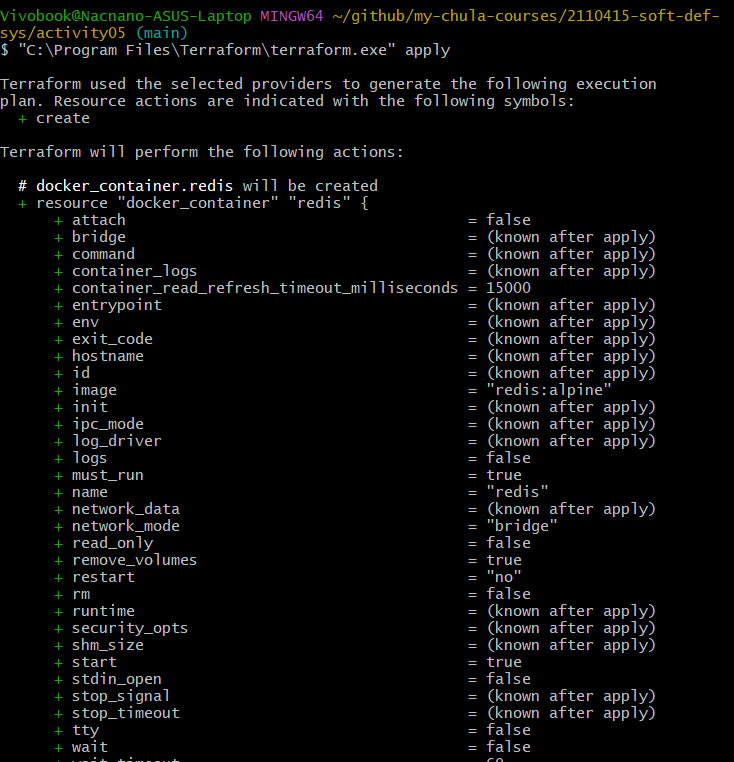 Vivobook@Nacnano-ASUS-Laptop MINGW64 ~/github/my-chula-courses/2110415-soft-def-
sys/activity05 (main)
$ "C:\Program Files\Terraform\terraform.exe" apply
Terraform used the selected providers to generate the following execution
plan. Resource actions are indicated with the following symbols:
+ create
Terraform will perform the following actions:
# docker_container.redis will be created
+ resource "docker_container" "redis" {
+ attach = false
+ bridge = (known after apply)
+ command = (known after apply)
+ container_logs = (known after apply)
+ container_read_refresh_timeout_milliseconds = 15000
+ entrypoint = (known after apply)
+ env = (known after apply)
+ exit_code = (known after apply)
+ hostname = (known after apply)
+ id = (known after apply)
+ image = "redis:alpine"
+ init = (known after apply)
+ ipc_mode = (known after apply)
+ log_driver = (known after apply)
+ logs = false
+ must_run = true
+ name = "redis"
+ network_data = (known after apply)
+ network_mode = "bridge"
+ read_only = false
+ remove_volumes = true
+ restart = "no"
+ rm = false
+ runtime = (known after apply)
+ security_opts = (known after apply)
+ shm_size = (known after apply)
+ start = true
+ stdin_open = false
+ stop_signal = (known after apply)
+ stop_timeout = (known after apply)
+ tty = false
+ wait = false